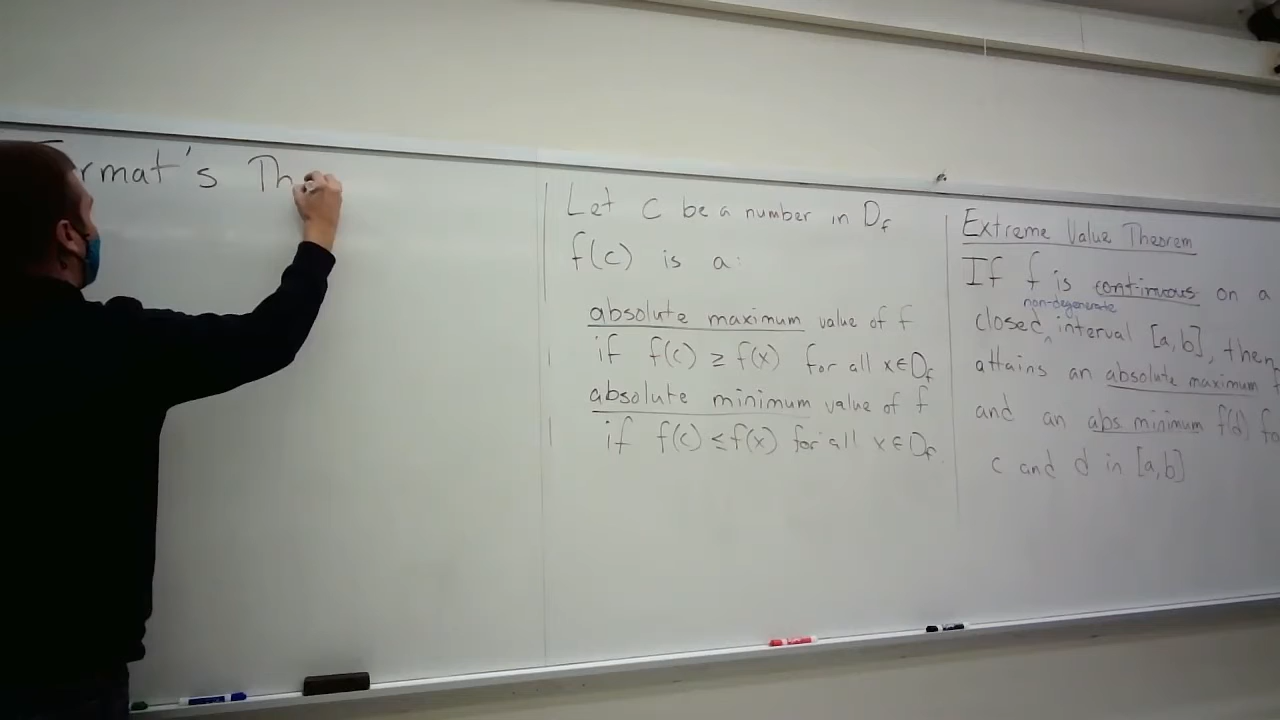 Fermat's Th
Let c be a number in D_f
f(c) is a:
absolute maximum value of f
if f(c) ≥ f(x) for all x∈D_f
absolute minimum value of f
if f(c) ≤ f(x) for all x∈D_f.
Extreme Value Theorem
If f is continuous on a
non-degenerate
closed ^ interval [a,b], then
attains an absolute maximum
and an abs minimum f(d) fo
c and d in [a,b]